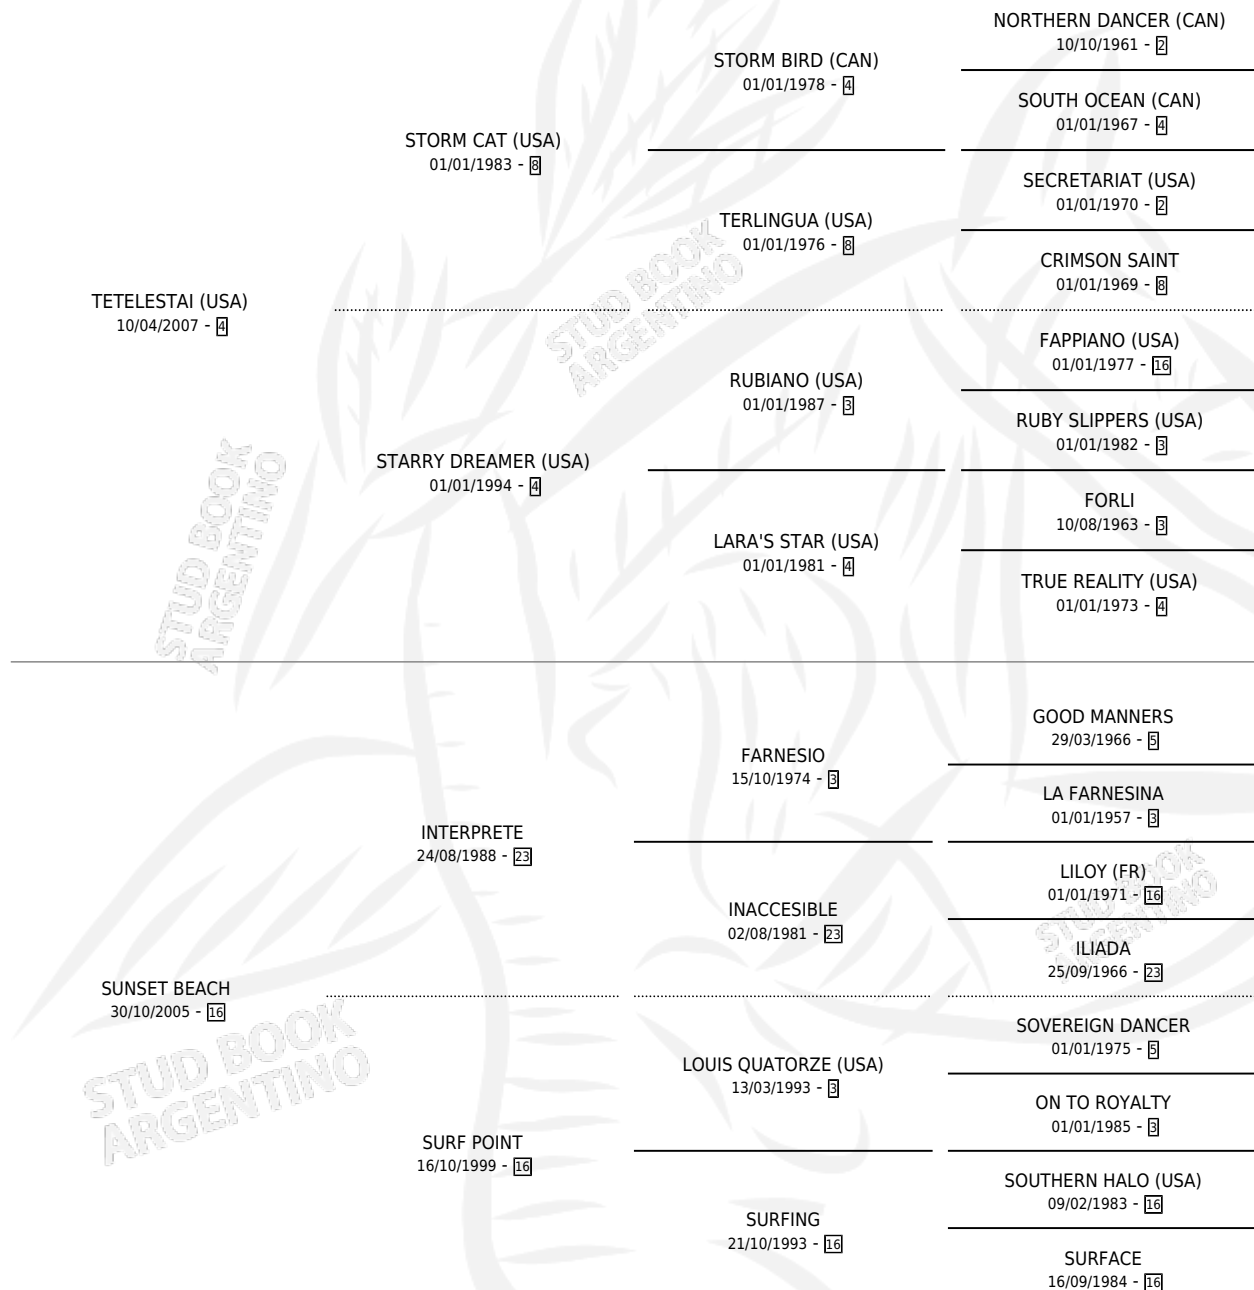 NORTHERN DANCER (CAN)
10/10/1961 - 2
STORM BIRD (CAN)
01/01/1978 - 4
SOUTH OCEAN (CAN)
01/01/1967 - 4
STORM CAT (USA)
01/01/1983 - 8
SECRETARIAT (USA)
01/01/1970 - 2
TERLINGUA (USA)
01/01/1976 - 8
CRIMSON SAINT
01/01/1969 - 8
TETELESTAI (USA)
10/04/2007 - 4
FAPPIANO (USA)
01/01/1977 - 16
RUBIANO (USA)
01/01/1987 - 3
RUBY SLIPPERS (USA)
01/01/1982 - 3
STARRY DREAMER (USA)
01/01/1994 - 4
FORLI
10/08/1963 - 3
LARA'S STAR (USA)
01/01/1981 - 4
TRUE REALITY (USA)
01/01/1973 - 4
GOOD MANNERS
29/03/1966 - 5
FARNESIO
15/10/1974 - 3
LA FARNESINA
01/01/1957 - 3
INTERPRETE
24/08/1988 - 23
LILOY (FR)
01/01/1971 - 16
INACCESIBLE
02/08/1981 - 23
ILIADA
25/09/1966 - 23
SUNSET BEACH
30/10/2005 - 16
SOVEREIGN DANCER
01/01/1975 - 5
LOUIS QUATORZE (USA)
13/03/1993 - 3
ON TO ROYALTY
01/01/1985 - 3
SURF POINT
16/10/1999 - 16
SOUTHERN HALO (USA)
09/02/1983 - 16
SURFING
21/10/1993 - 16
SURFACE
16/09/1984 - 16
STUD BOOK
ARGENTINO
STUD BOOK
ARGENTINO
STUD BOOK
ARGENTINO
STUD BOOK
ARGENTINO